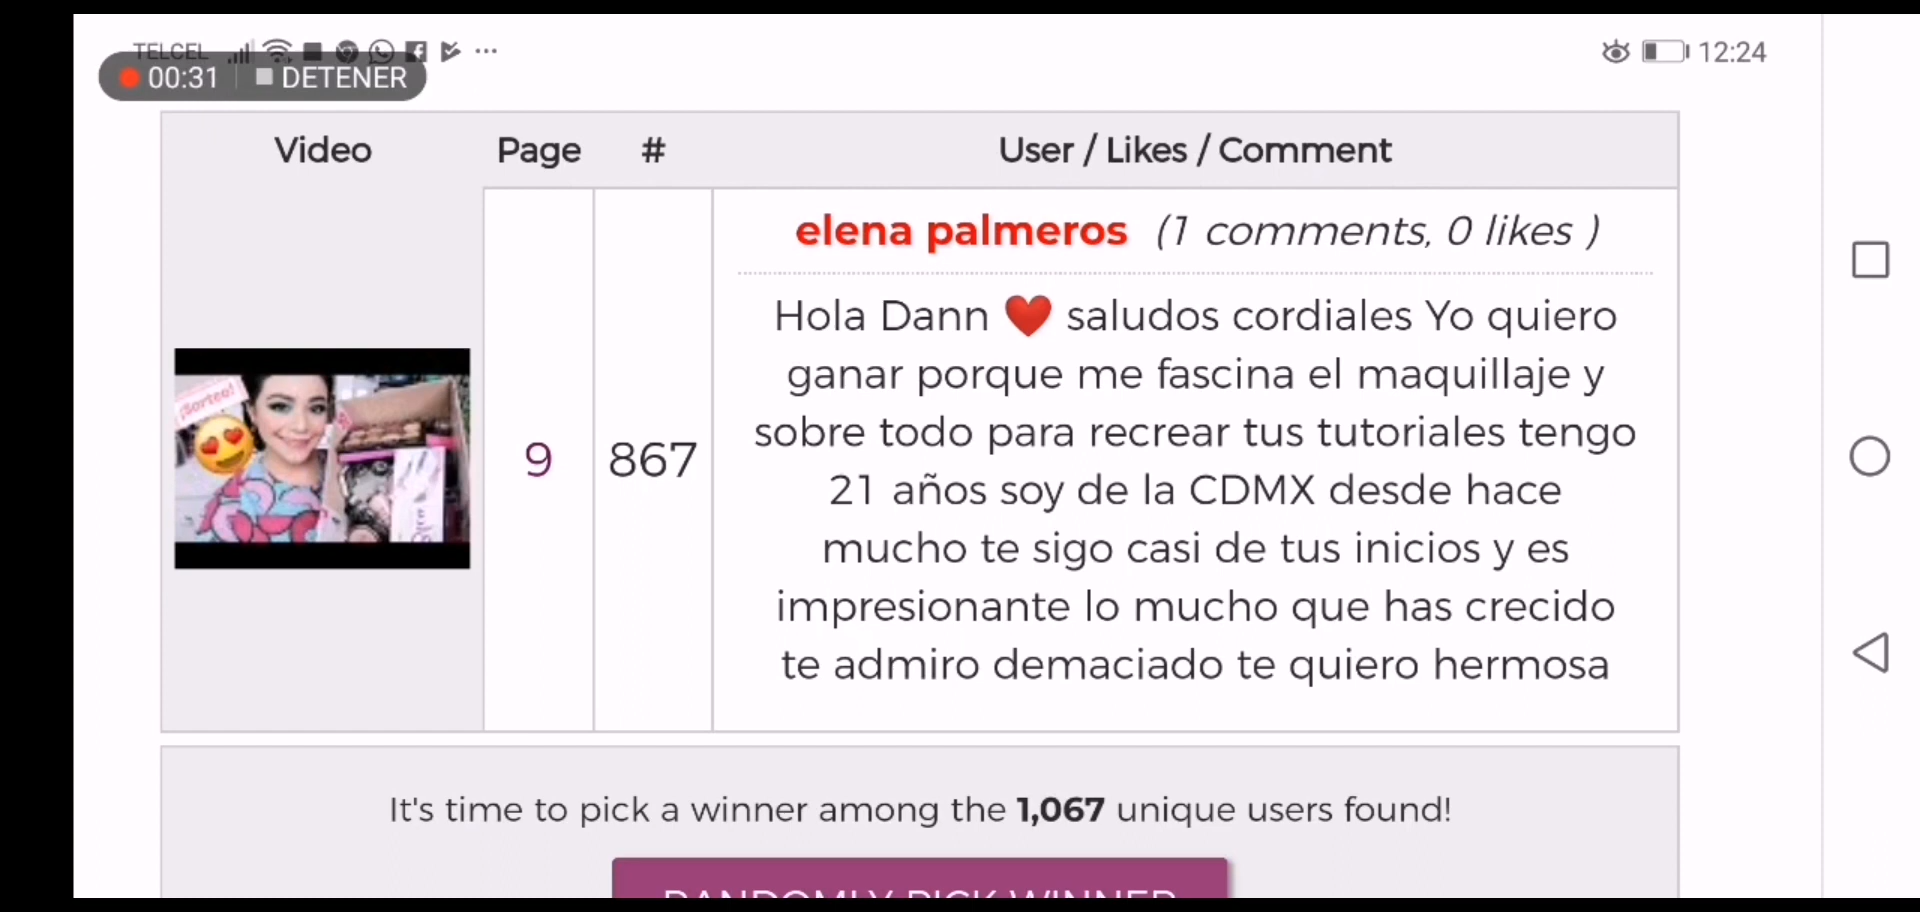 TELCEL
12:24
00:31 DETENER
Video Page # User / Likes / Comment
elena palmeros (1 comments, 0 likes )
Hola Dann ❤️ saludos cordiales Yo quiero
ganar porque me fascina el maquillaje y
sobre todo para recrear tus tutoriales tengo
21 años soy de la CDMX desde hace
mucho te sigo casi de tus inicios y es
impresionante lo mucho que has crecido
te admiro demaciado te quiero hermosa
¡Sorteo!
9 867
It's time to pick a winner among the 1,067 unique users found!
RANDOMLY PICK WINNER